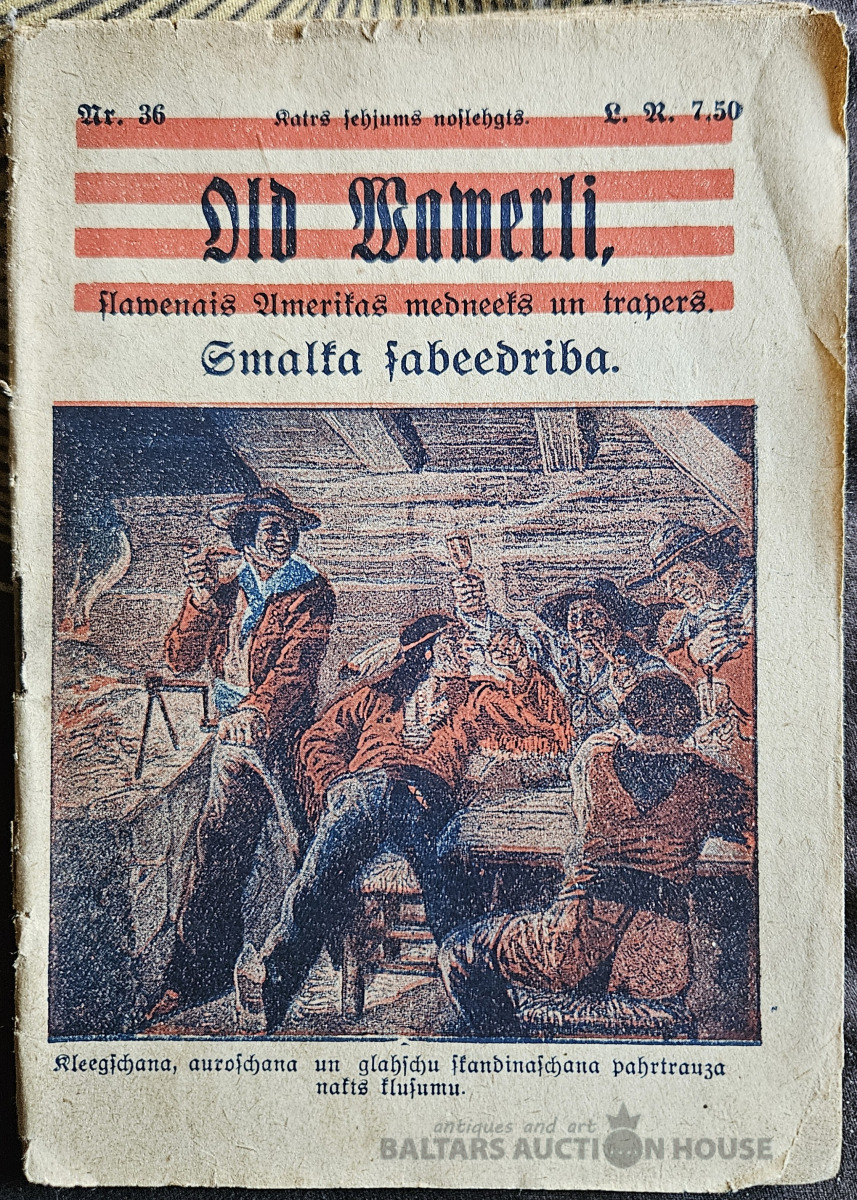 Nr. 36 Katrs ſehjums noſlehgts. L. R. 7,50
Old Wawerli,
ſlawenais Amerikas medneeks un trapers.
Smalka ſabeedriba.
Kleegſchana, auroſchana un glahſchu ſkandinaſchana pahrtrauza
nakts kluſumu.
antiques and art
BALTARS AUCTION HOUSE